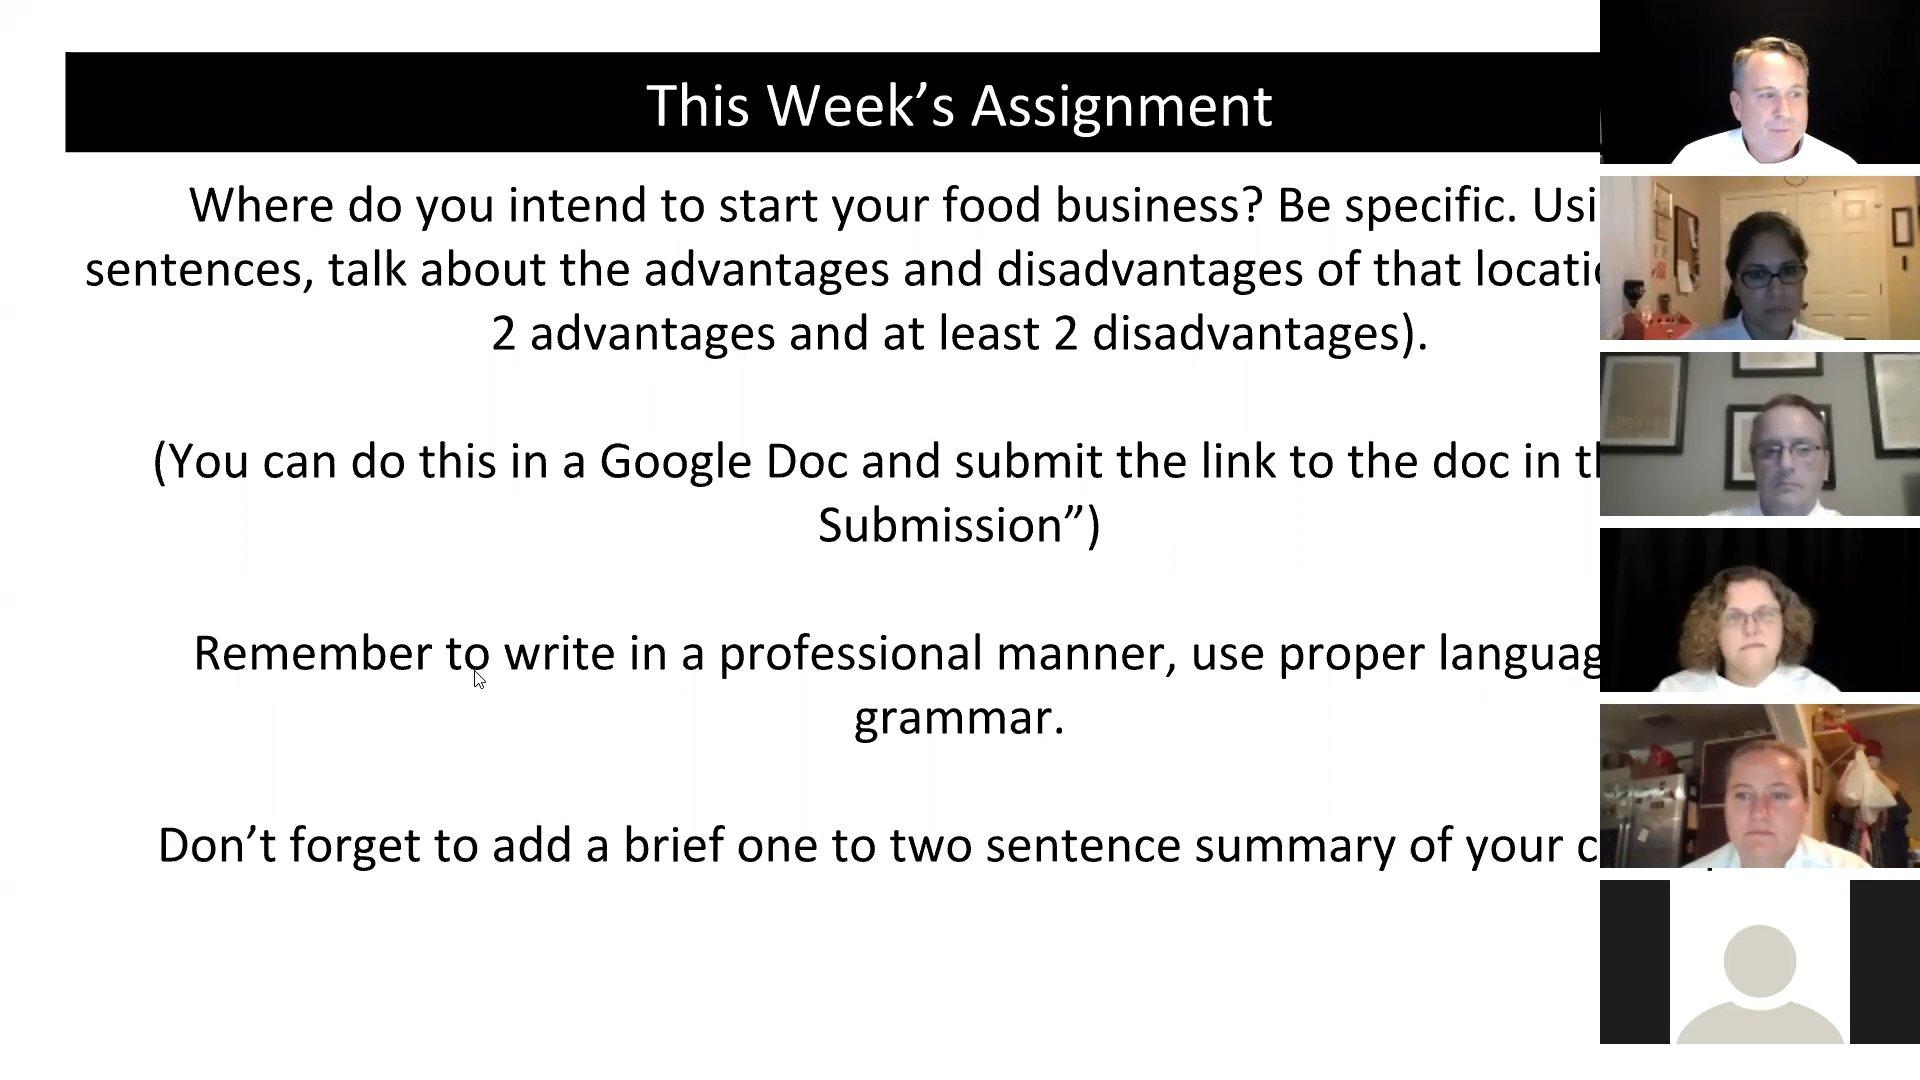 This Week’s Assignment
Where do you intend to start your food business? Be specific.
sentences, talk about the advantages and disadvantages of that
2 advantages and at least 2 disadvantages).
(You can do this in a Google Doc and submit the link to the doc in
Submission”)
Remember to write in a professional manner, use proper
grammar.
Don’t forget to add a brief one to two sentence summary of your